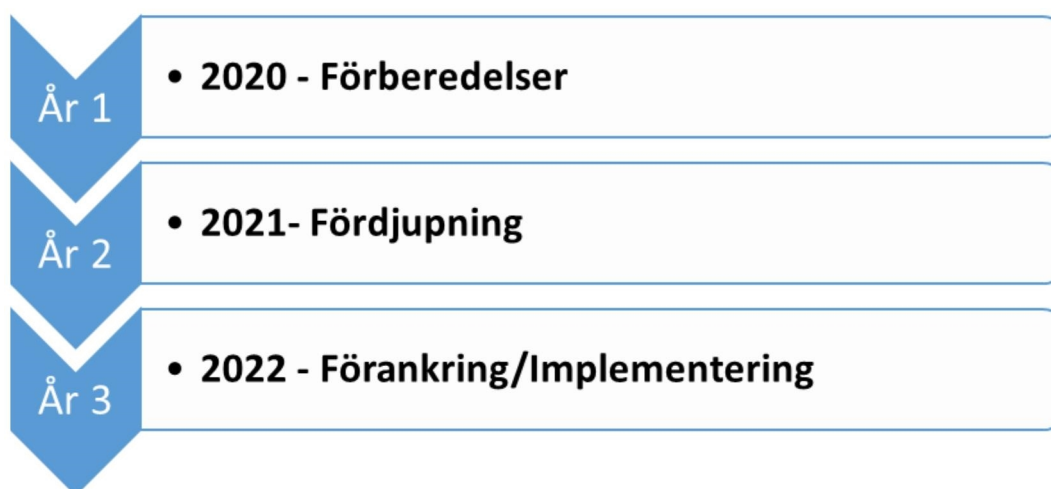 År 1
• 2020 - Förberedelser
År 2
• 2021- Fördjupning
År 3
• 2022 - Förankring/Implementering